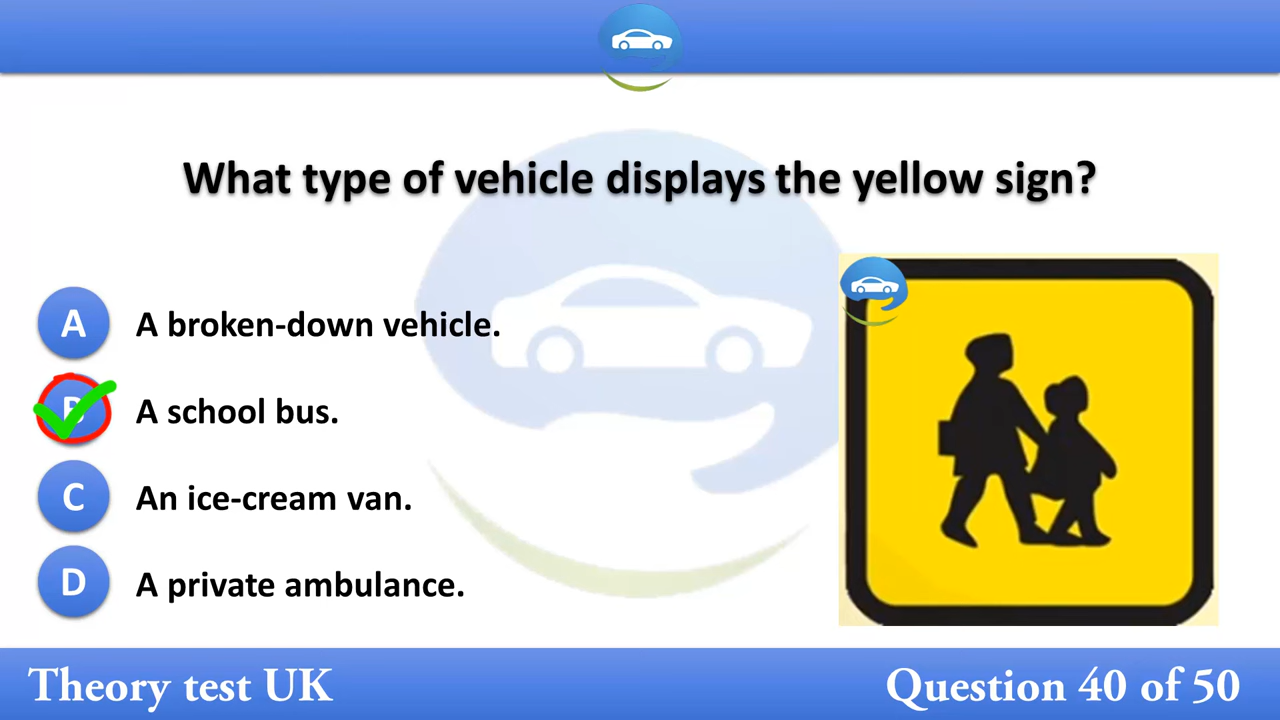 What type of vehicle displays the yellow sign?
A A broken-down vehicle.
B A school bus.
C An ice-cream van.
D A private ambulance.
Theory test UK
Question 40 of 50